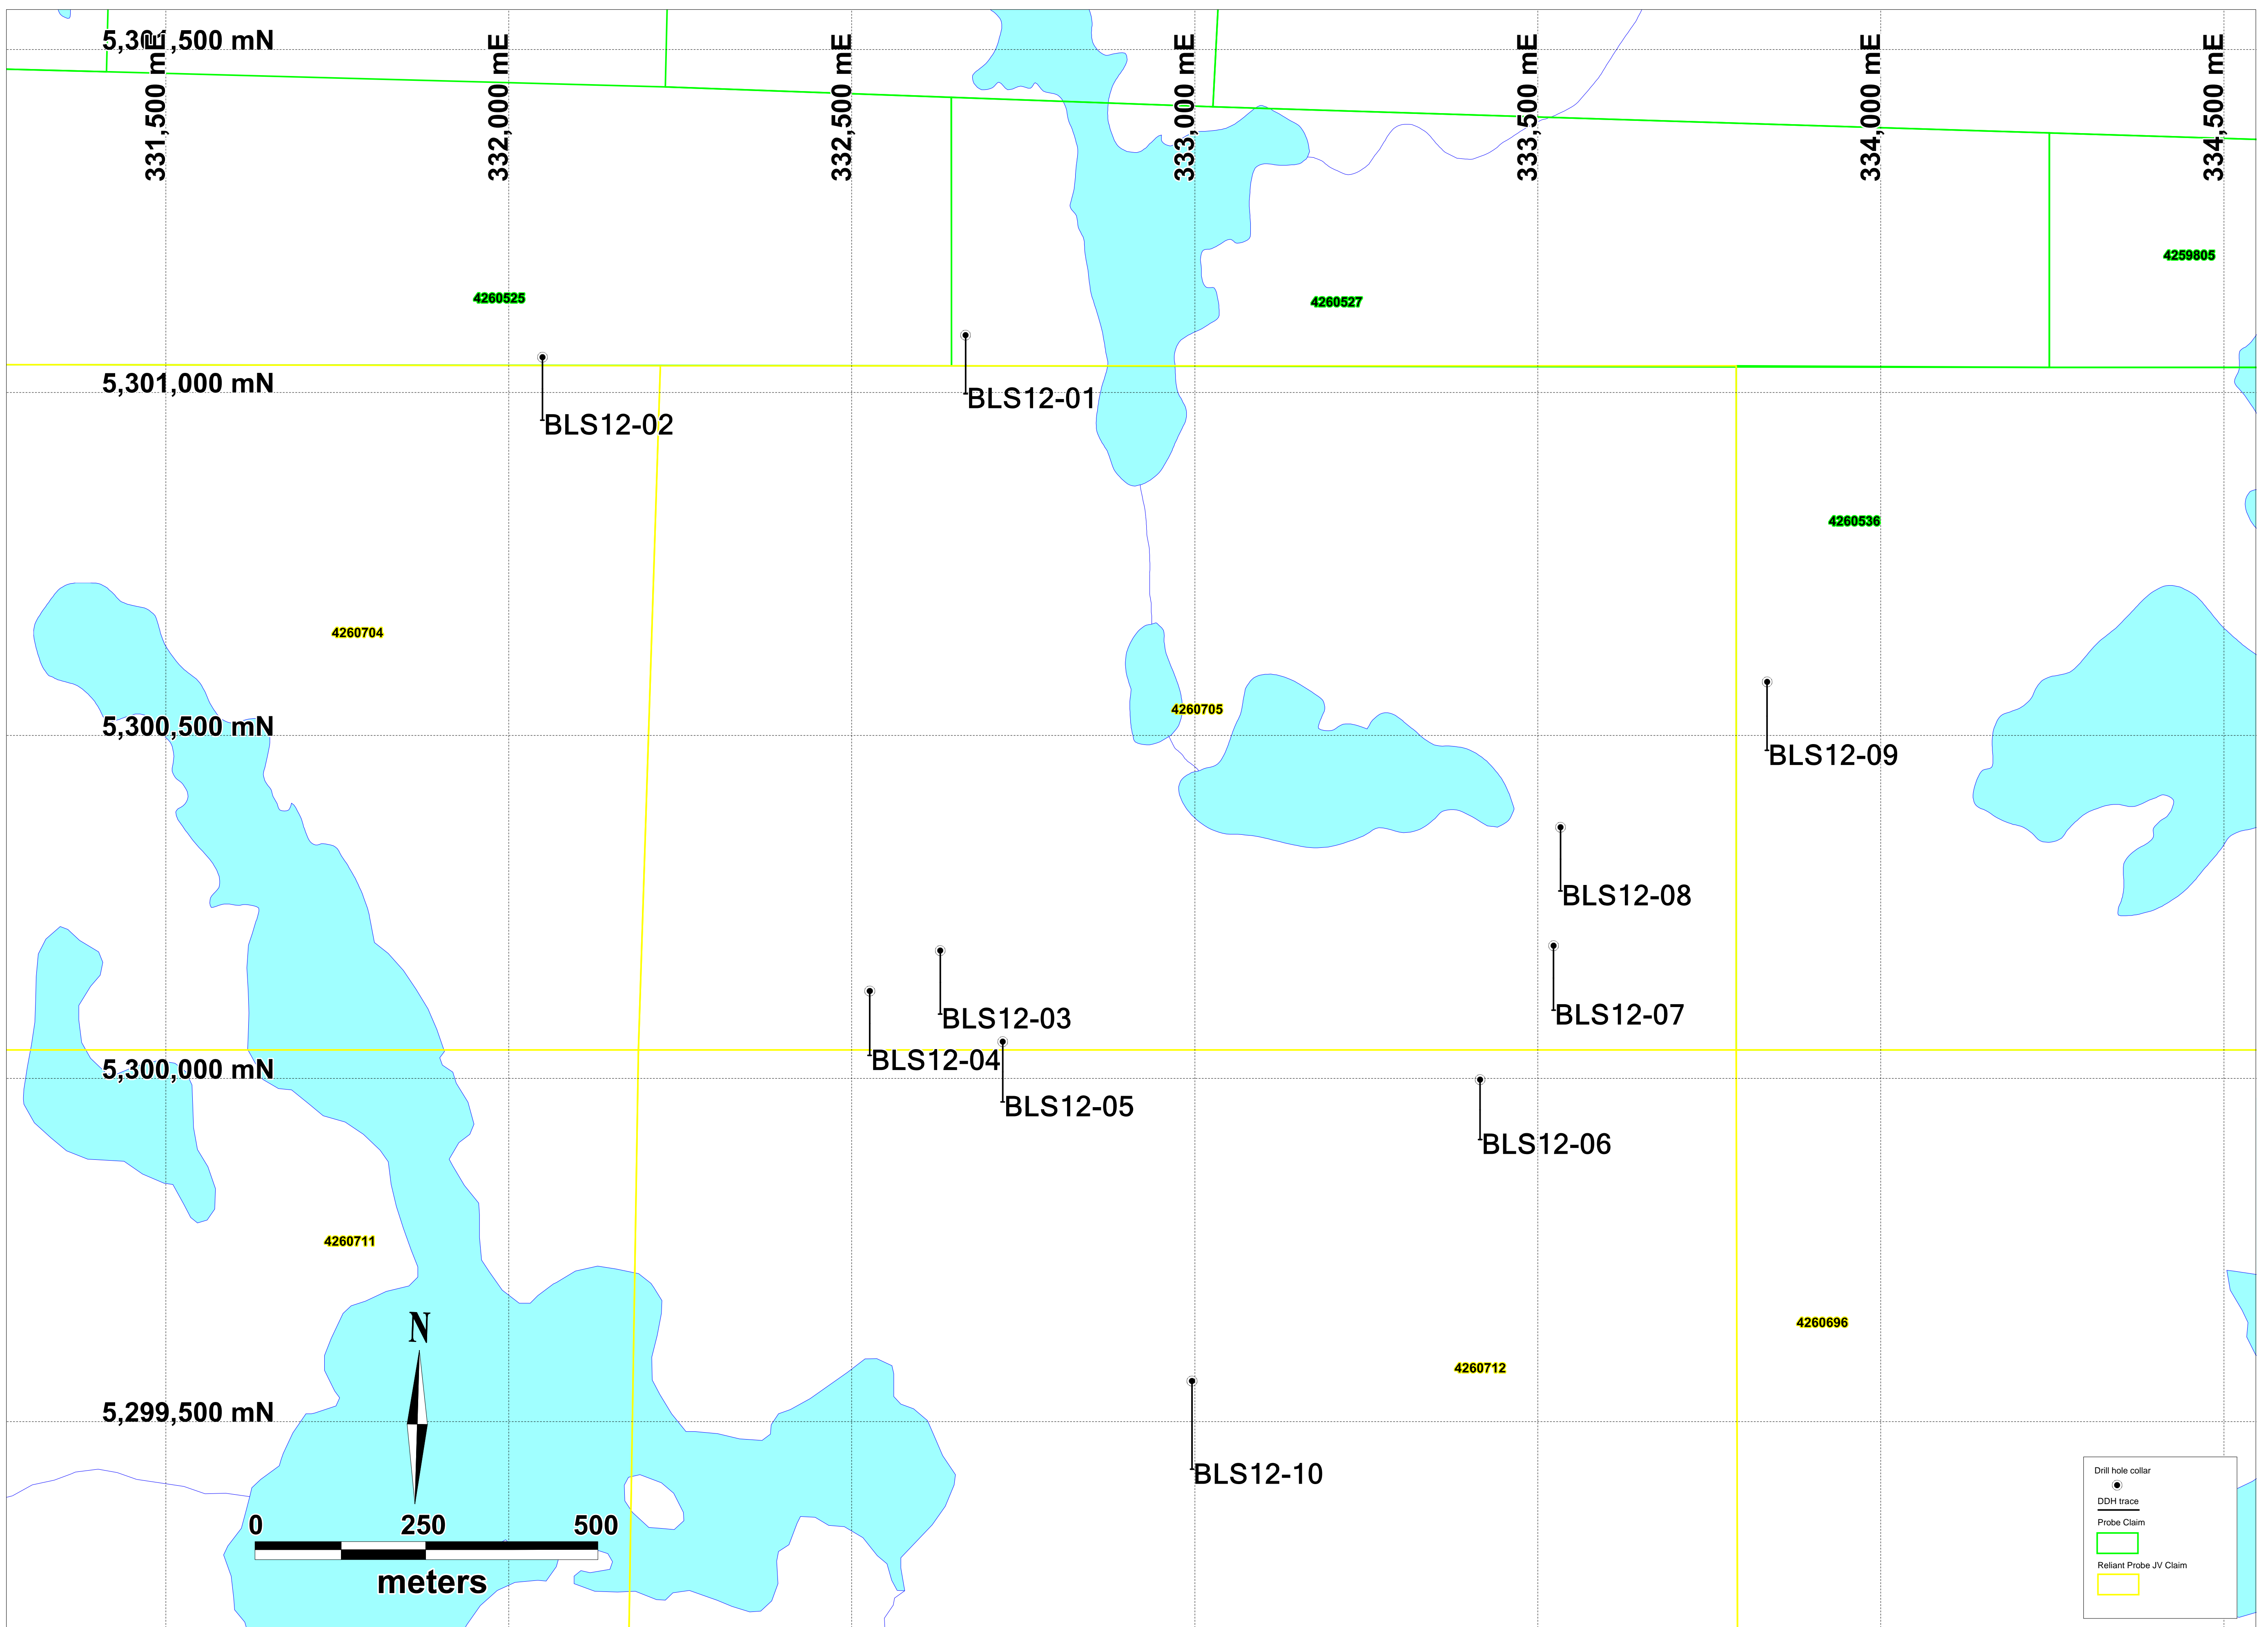 5,301,500 mN
331,500 mE
332,000 mE
332,500 mE
333,000 mE
333,500 mE
334,000 mE
334,500 mE
4259805
4260525
4260527
5,301,000 mN
BLS12-01
BLS12-02
4260536
4260704
4260705
5,300,500 mN
BLS12-09
BLS12-08
BLS12-03
BLS12-07
BLS12-04
5,300,000 mN
BLS12-05
BLS12-06
4260711
N
4260696
4260712
5,299,500 mN
BLS12-10
Drill hole collar
DDH trace
Probe Claim
Reliant Probe JV Claim
0 250 500
meters